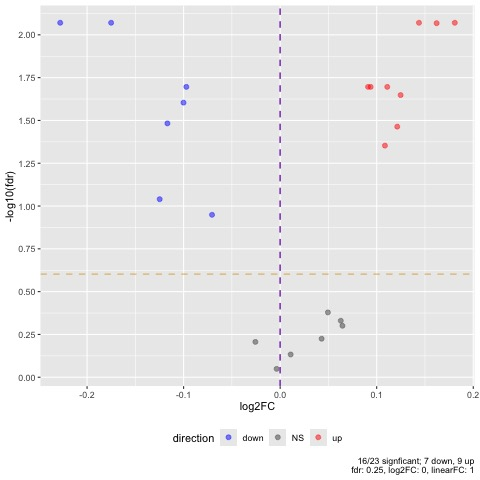 2.00
1.75
1.50
1.25
1.00
0.75
0.50
0.25
0.00
-log10(fdr)
-0.2 -0.1 0.0 0.1 0.2
log2FC
direction down NS up
16/23 signficant; 7 down, 9 up
fdr: 0.25, log2FC: 0, linearFC: 1